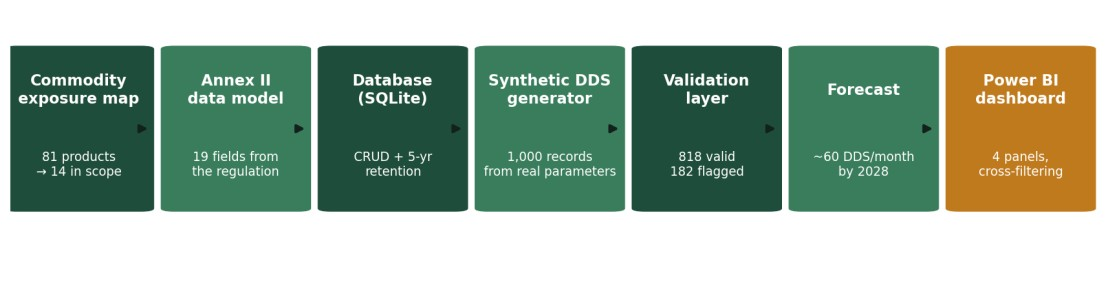 Commodity
exposure map
81 products
→ 14 in scope
Annex II
data model
19 fields from
the regulation
Database
(SQLite)
CRUD + 5-yr
retention
Synthetic DDS
generator
1,000 records
from real parameters
Validation
layer
818 valid
182 flagged
Forecast
~60 DDS/month
by 2028
Power BI
dashboard
4 panels,
cross-filtering